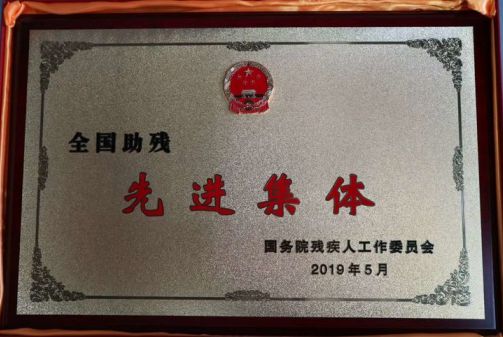 全国助残
先进集体
国务院残疾人工作委员会
2019年5月